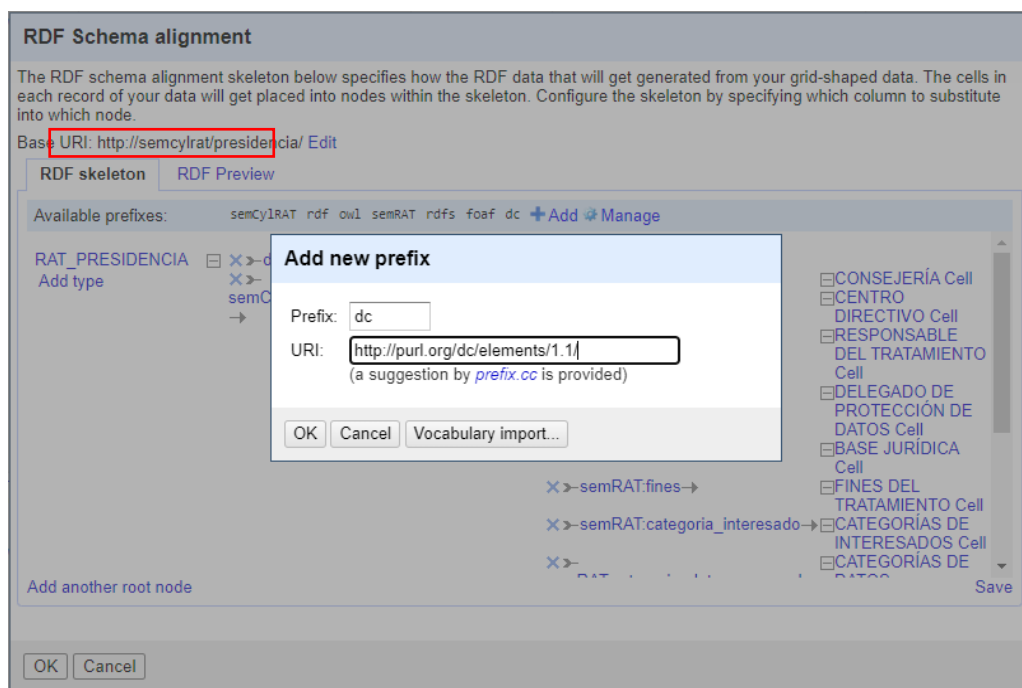 RDF Schema alignment
The RDF schema alignment skeleton below specifies how the RDF data that will get generated from your grid-shaped data. The cells in
each record of your data will get placed into nodes within the skeleton. Configure the skeleton by specifying which column to substitute
into which node.
Base URI: http://semcylrat/presidencia/ Edit
RDF skeleton RDF Preview
Available prefixes: semCylRAT rdf owl semRAT rdfs foaf dc Add Manage
RAT_PRESIDENCIA
Add type
semC
Add new prefix
Prefix: dc
URI: http://purl.org/dc/elements/1.1/
(a suggestion by prefix.cc is provided)
OK Cancel Vocabulary import...
CONSEJERÍA Cell
CENTRO
DIRECTIVO Cell
RESPONSABLE
DEL TRATAMIENTO
Cell
DELEGADO DE
PROTECCIÓN DE
DATOS Cell
BASE JURÍDICA
Cell
semRAT:fines
FINES DEL
TRATAMIENTO Cell
semRAT:categoria_interesado
CATEGORÍAS DE
INTERESADOS Cell
CATEGORÍAS DE
DATOS
Add another root node
Save
OK Cancel